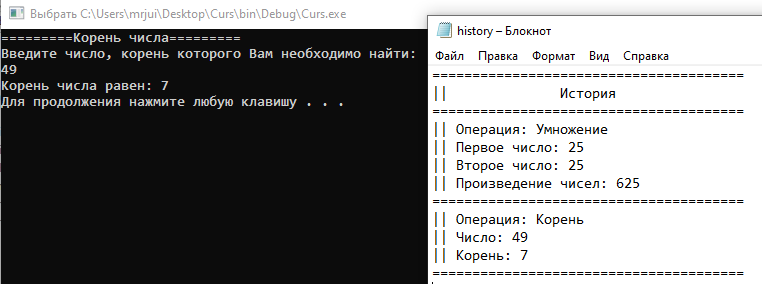 Выбрать C:\Users\mrjui\Desktop\Curs\bin\Debug\Curs.exe
=========Корень числа=========
Введите число, корень которого Вам необходимо найти:
49
Корень числа равен: 7
Для продолжения нажмите любую клавишу . . .
history – Блокнот
Файл Правка Формат Вид Справка
=======================================
|| История
=======================================
|| Операция: Умножение
|| Первое число: 25
|| Второе число: 25
|| Произведение чисел: 625
=======================================
|| Операция: Корень
|| Число: 49
|| Корень: 7
=======================================